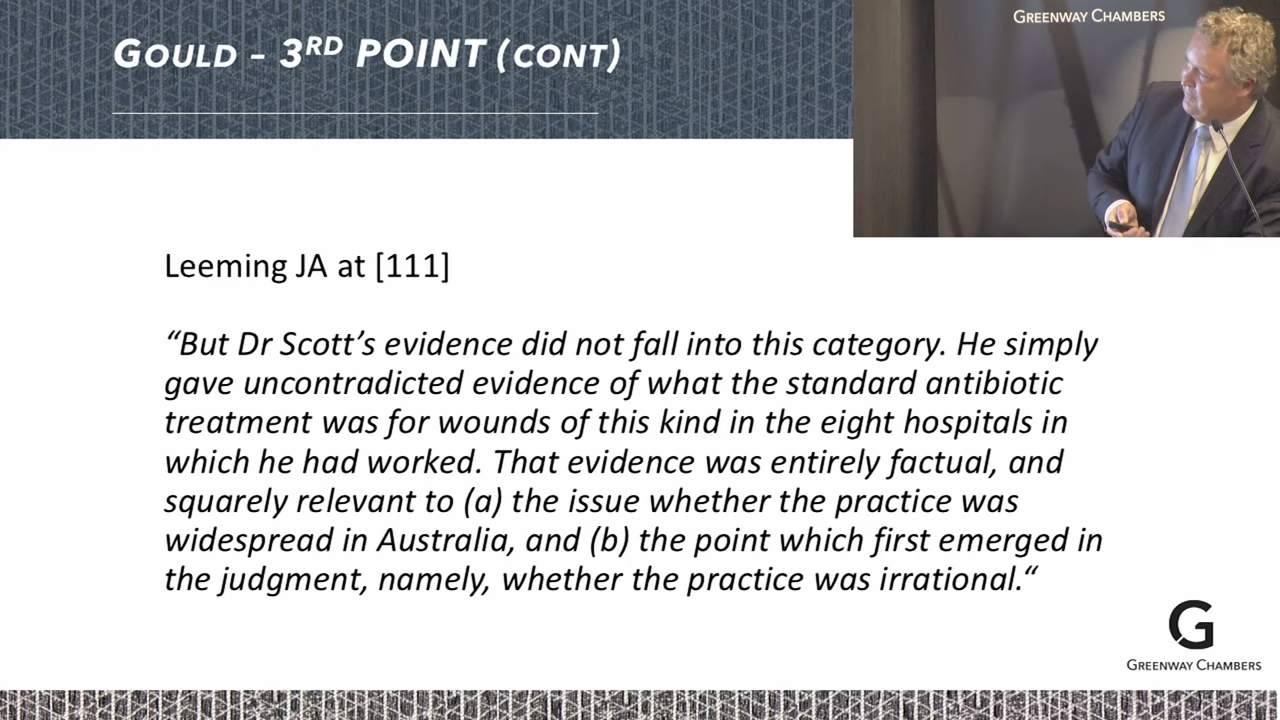 GOULD – 3RD POINT (CONT)
GREENWAY CHAMBERS
Leeming JA at [111]
“But Dr Scott’s evidence did not fall into this category. He simply
gave uncontradicted evidence of what the standard antibiotic
treatment was for wounds of this kind in the eight hospitals in
which he had worked. That evidence was entirely factual, and
squarely relevant to (a) the issue whether the practice was
widespread in Australia, and (b) the point which first emerged in
the judgment, namely, whether the practice was irrational.“
G
GREENWAY CHAMBERS